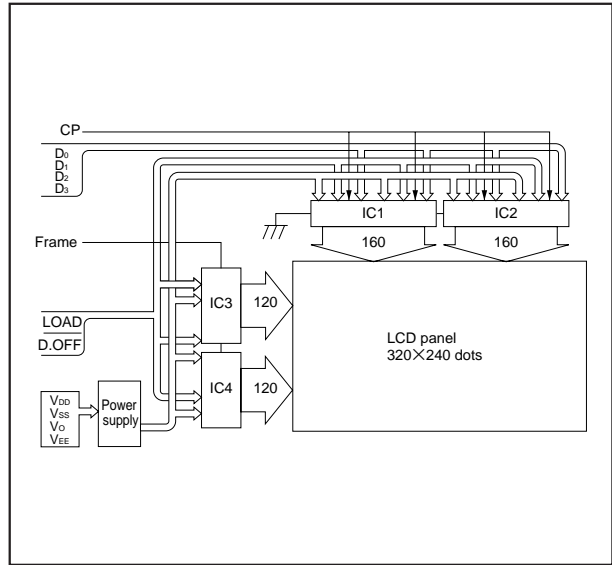 CP
D0
D1
D2
D3
IC1
IC2
Frame
160
160
IC3
120
LOAD
D.OFF
LCD panel
320×240 dots
IC4
120
VDD
VSS
VO
VEE
Power
supply